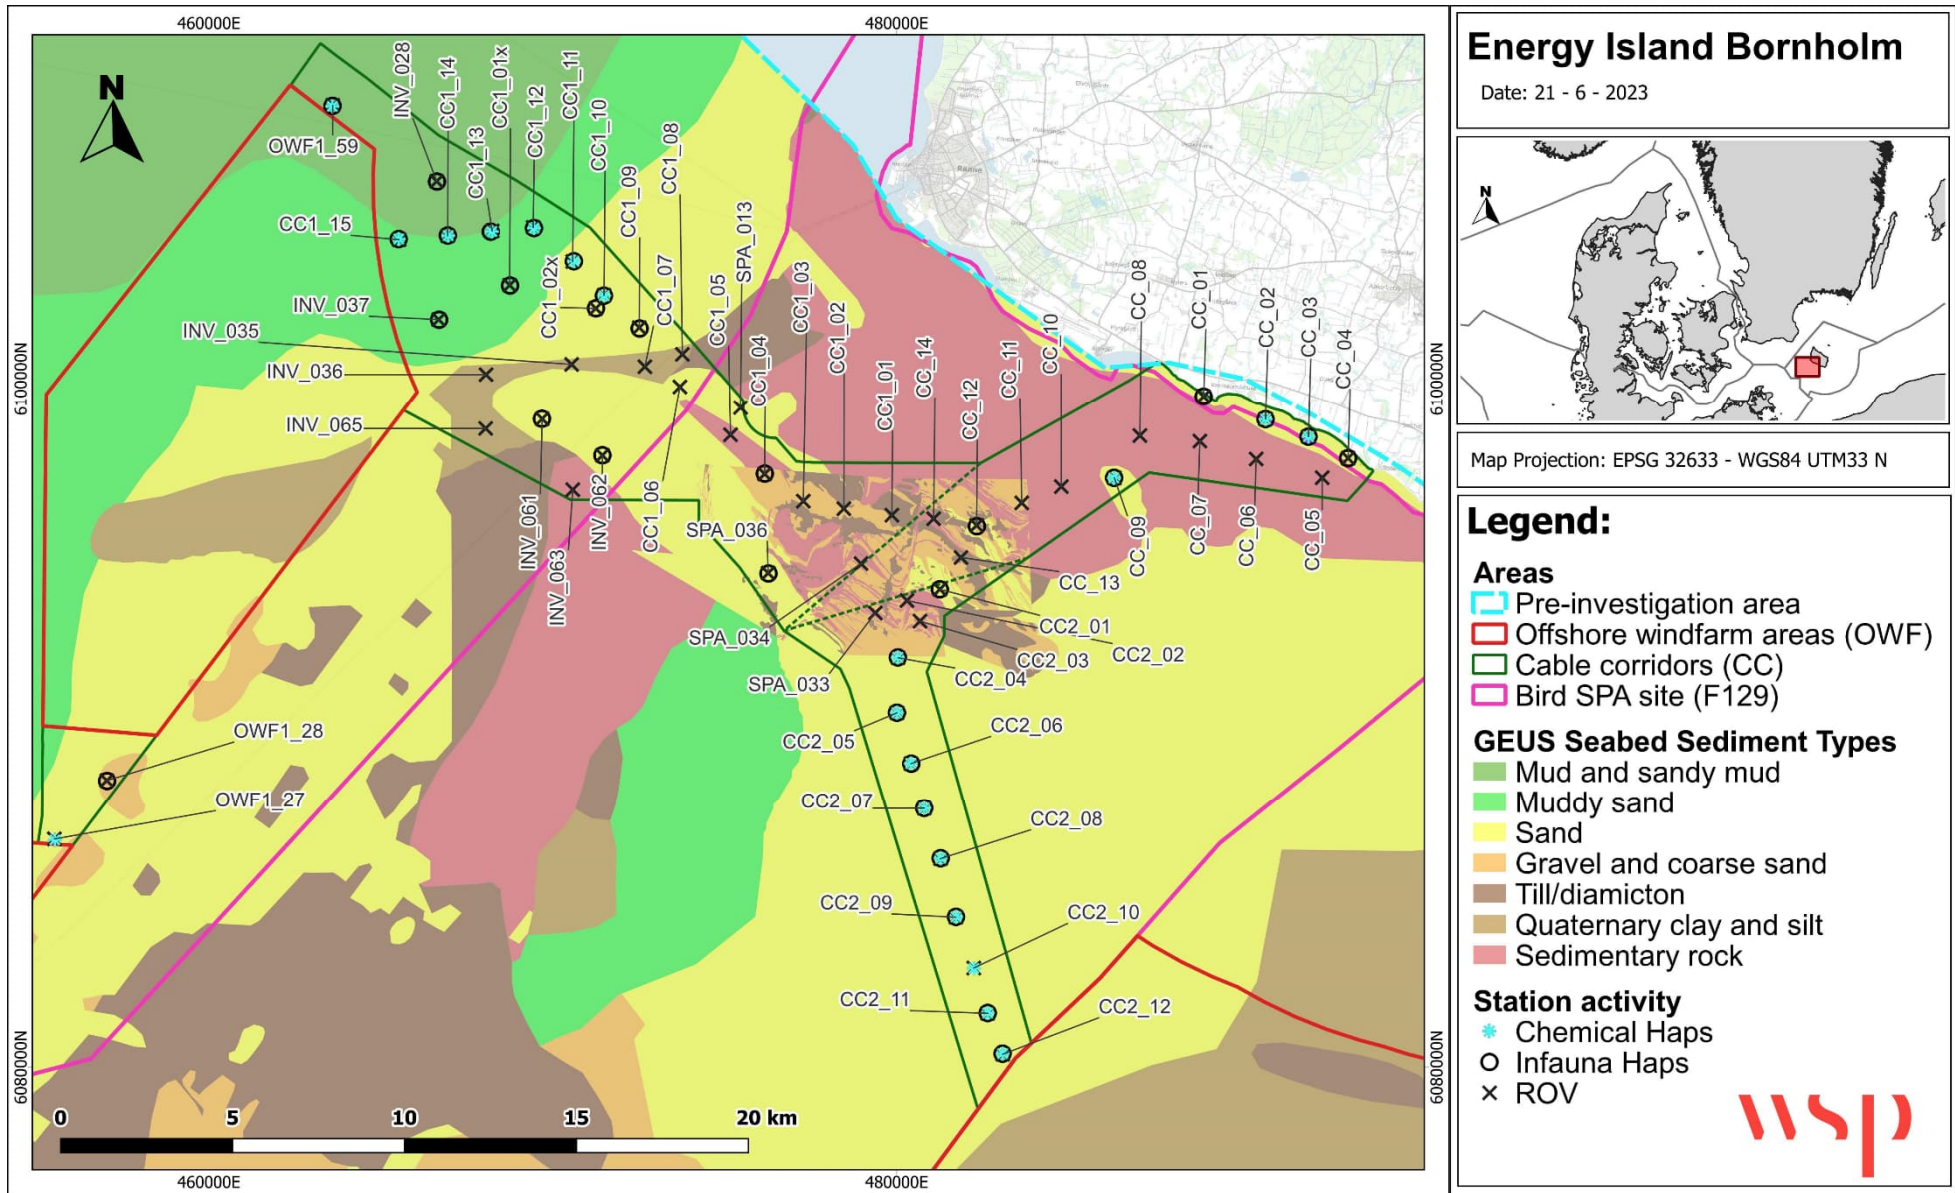 460000E
480000E
N
INV_028
CC1_14
CC1_13
CC1_01x
CC1_12
CC1_11
CC1_10
CC1_09
CC1_08
OWF1_59
CC1_15
INV_037
INV_035
INV_036
INV_065
CC1_02x
CC1_07
CC1_05
SPA_013
CC1_04
CC1_03
CC1_02
CC1_01
CC_14
CC_12
CC_11
CC_10
CC_08
CC_01
CC_02
CC_03
CC_04
Rønne
6100000N
6100000N
INV_061
INV_063
INV_062
CC1_06
SPA_036
CC_09
CC_07
CC_06
CC_05
CC_13
SPA_034
CC2_01
CC2_02
CC2_03
SPA_033
CC2_04
OWF1_28
CC2_05
CC2_06
OWF1_27
CC2_07
CC2_08
CC2_09
CC2_10
CC2_11
CC2_12
6080000N
6080000N
0 5 10 15 20 km
460000E
480000E
Energy Island Bornholm
Date: 21 - 6 - 2023
N
Map Projection: EPSG 32633 - WGS84 UTM33 N
Legend:
Areas
Pre-investigation area
Offshore windfarm areas (OWF)
Cable corridors (CC)
Bird SPA site (F129)
GEUS Seabed Sediment Types
Mud and sandy mud
Muddy sand
Sand
Gravel and coarse sand
Till/diamicton
Quaternary clay and silt
Sedimentary rock
Station activity
Chemical Haps
Infauna Haps
ROV
wsp